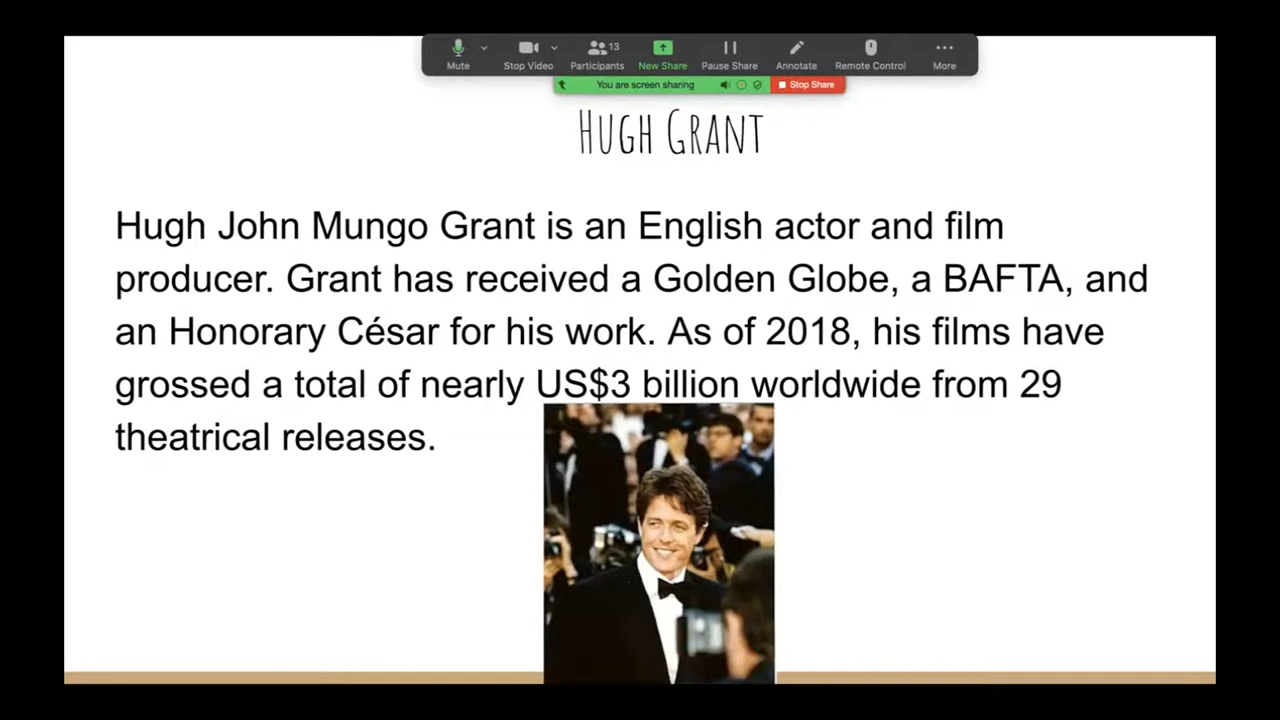 Mute Stop Video 13 Participants New Share Pause Share Annotate Remote Control More
You are screen sharing Stop Share
HUGH GRANT
Hugh John Mungo Grant is an English actor and film
producer. Grant has received a Golden Globe, a BAFTA, and
an Honorary César for his work. As of 2018, his films have
grossed a total of nearly US$3 billion worldwide from 29
theatrical releases.